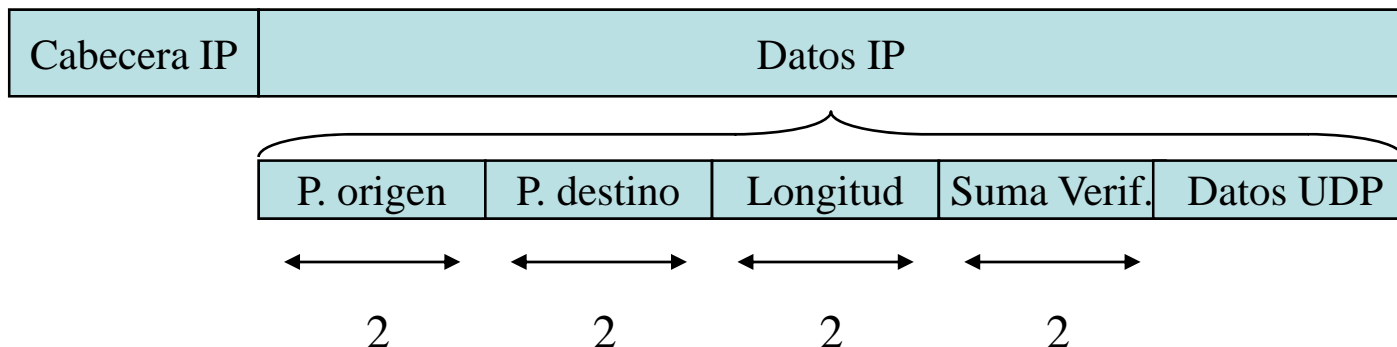 Cabecera IP Datos IP
P. origen P. destino Longitud Suma Verif. Datos UDP
2 2 2 2